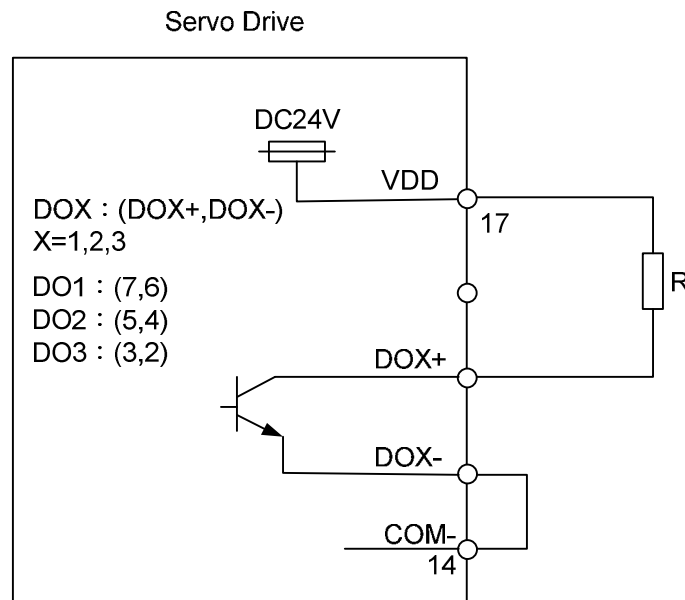 Servo Drive
DC24V
VDD
17
DOX : (DOX+,DOX-)
X=1,2,3
DO1 : (7,6)
DO2 : (5,4)
DO3 : (3,2)
R
DOX+
DOX-
COM-
14